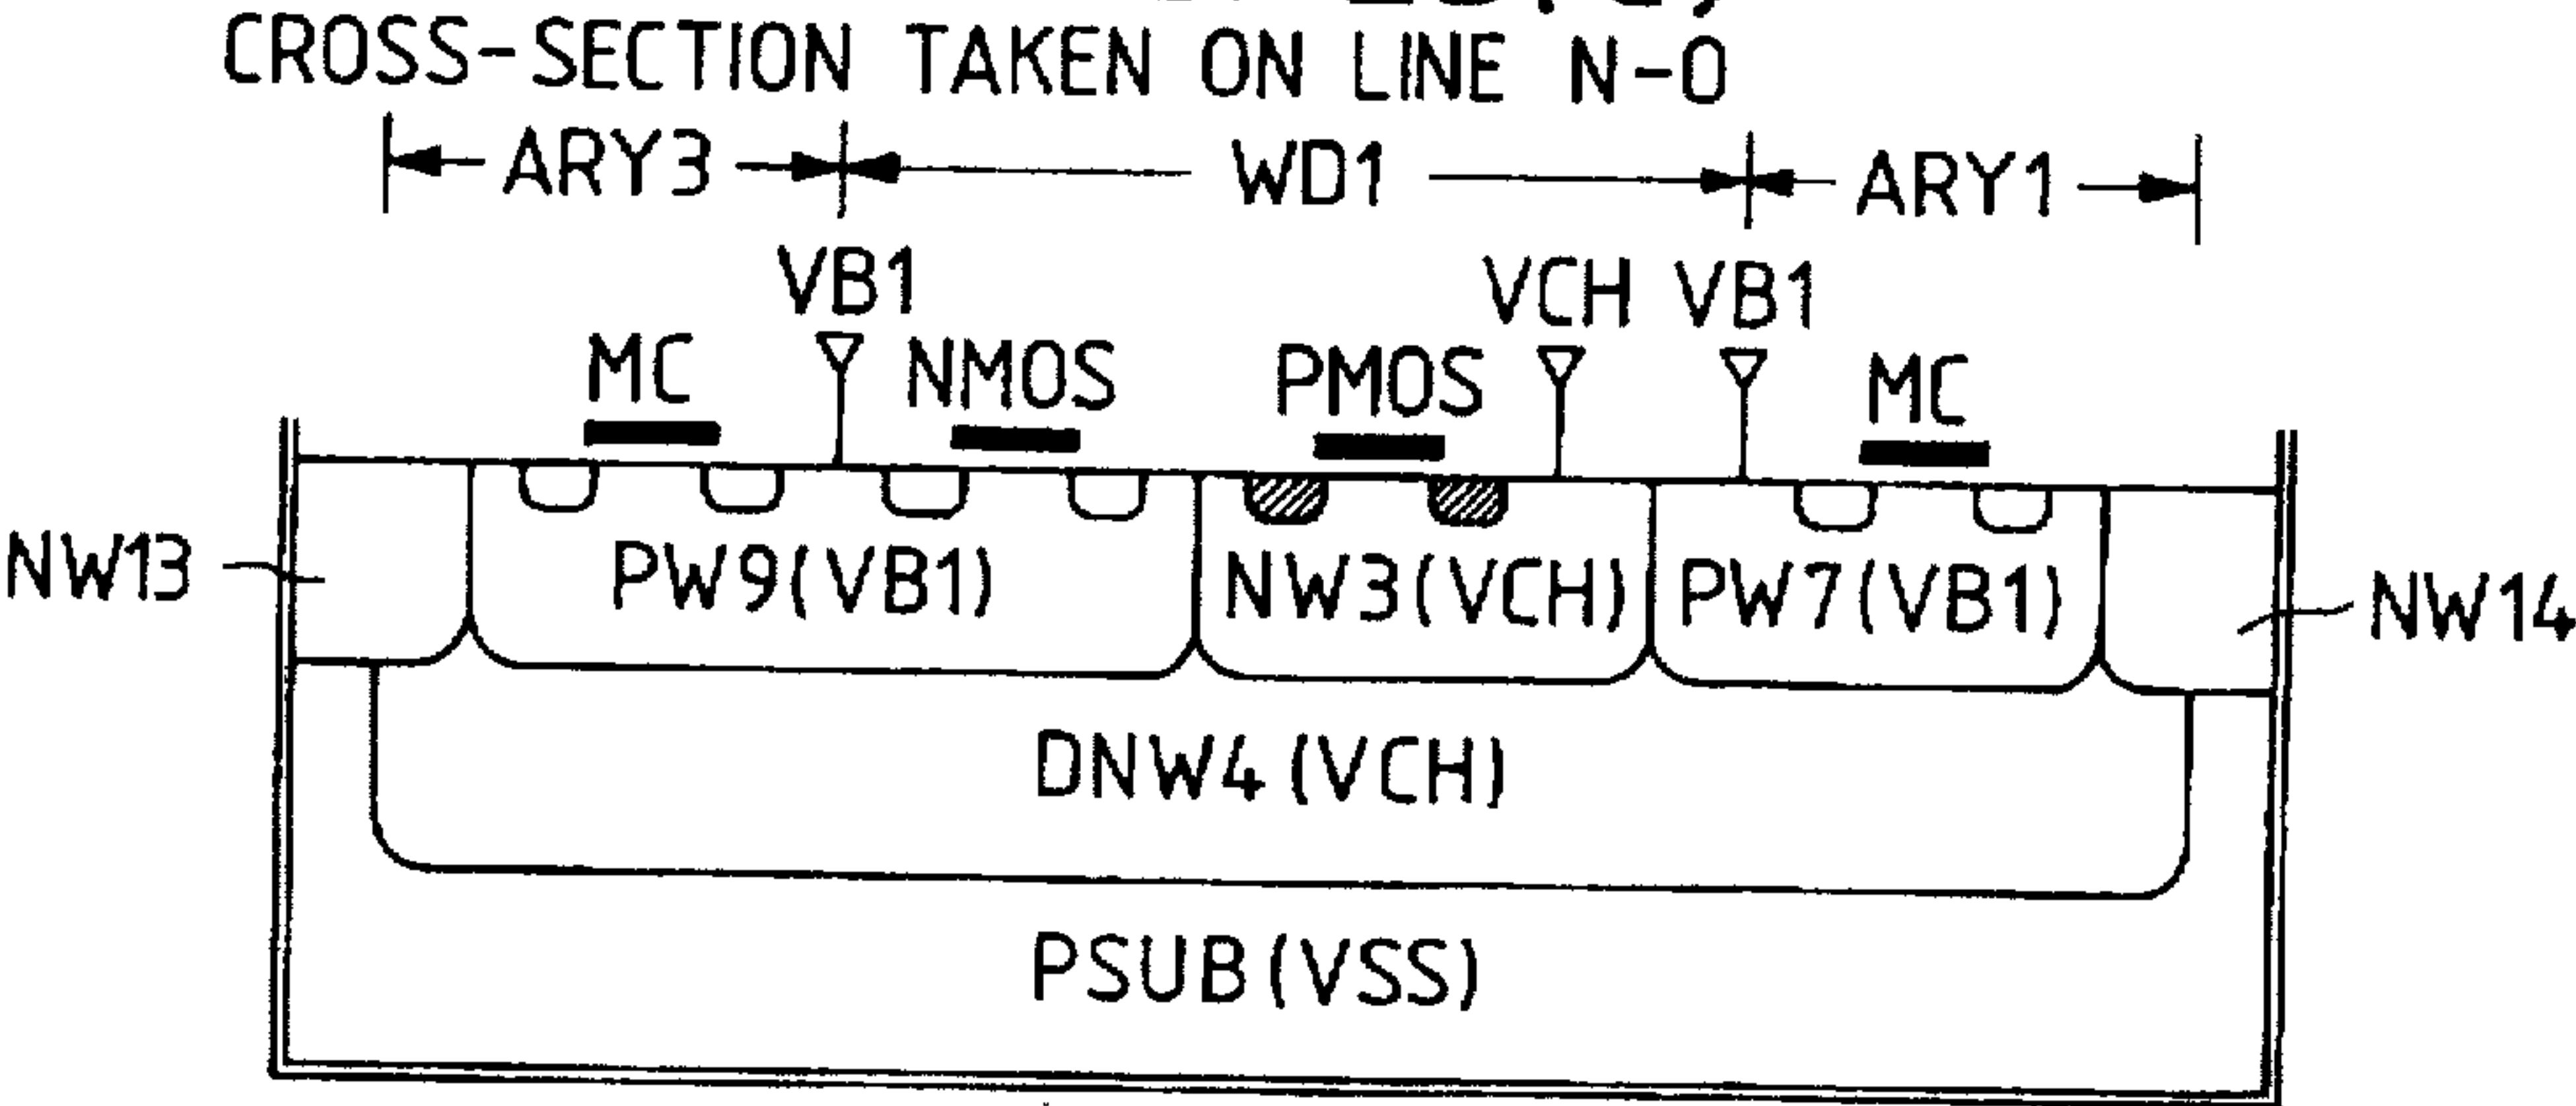 CROSS-SECTION TAKEN ON LINE N-O
ARY3 WD1 ARY1
VB1 VCH VB1
MC NMOS PMOS MC
NW13 PW9(VB1) NW3(VCH) PW7(VB1) NW14
DNW4(VCH)
PSUB(VSS)